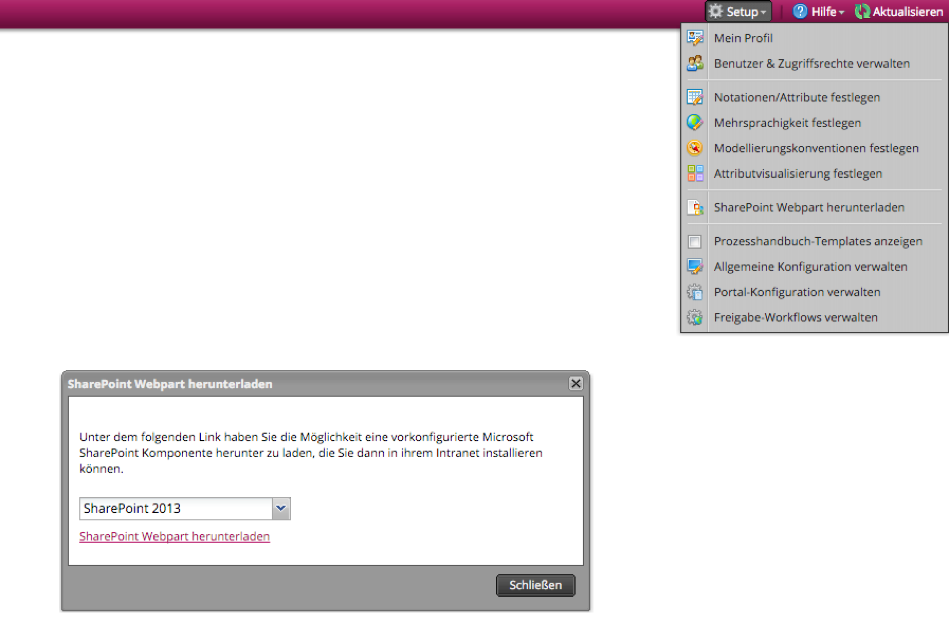 Setup
Hilfe
Aktualisieren
Mein Profil
Benutzer & Zugriffsrechte verwalten
Notationen/Attribute festlegen
Mehrsprachigkeit festlegen
Modellierungskonventionen festlegen
Attributvisualisierung festlegen
SharePoint Webpart herunterladen
Prozesshandbuch-Templates anzeigen
Allgemeine Konfiguration verwalten
Portal-Konfiguration verwalten
Freigabe-Workflows verwalten
SharePoint Webpart herunterladen
Unter dem folgenden Link haben Sie die Möglichkeit eine vorkonfigurierte Microsoft
SharePoint Komponente herunter zu laden, die Sie dann in ihrem Intranet installieren
können.
SharePoint 2013
SharePoint Webpart herunterladen
Schließen